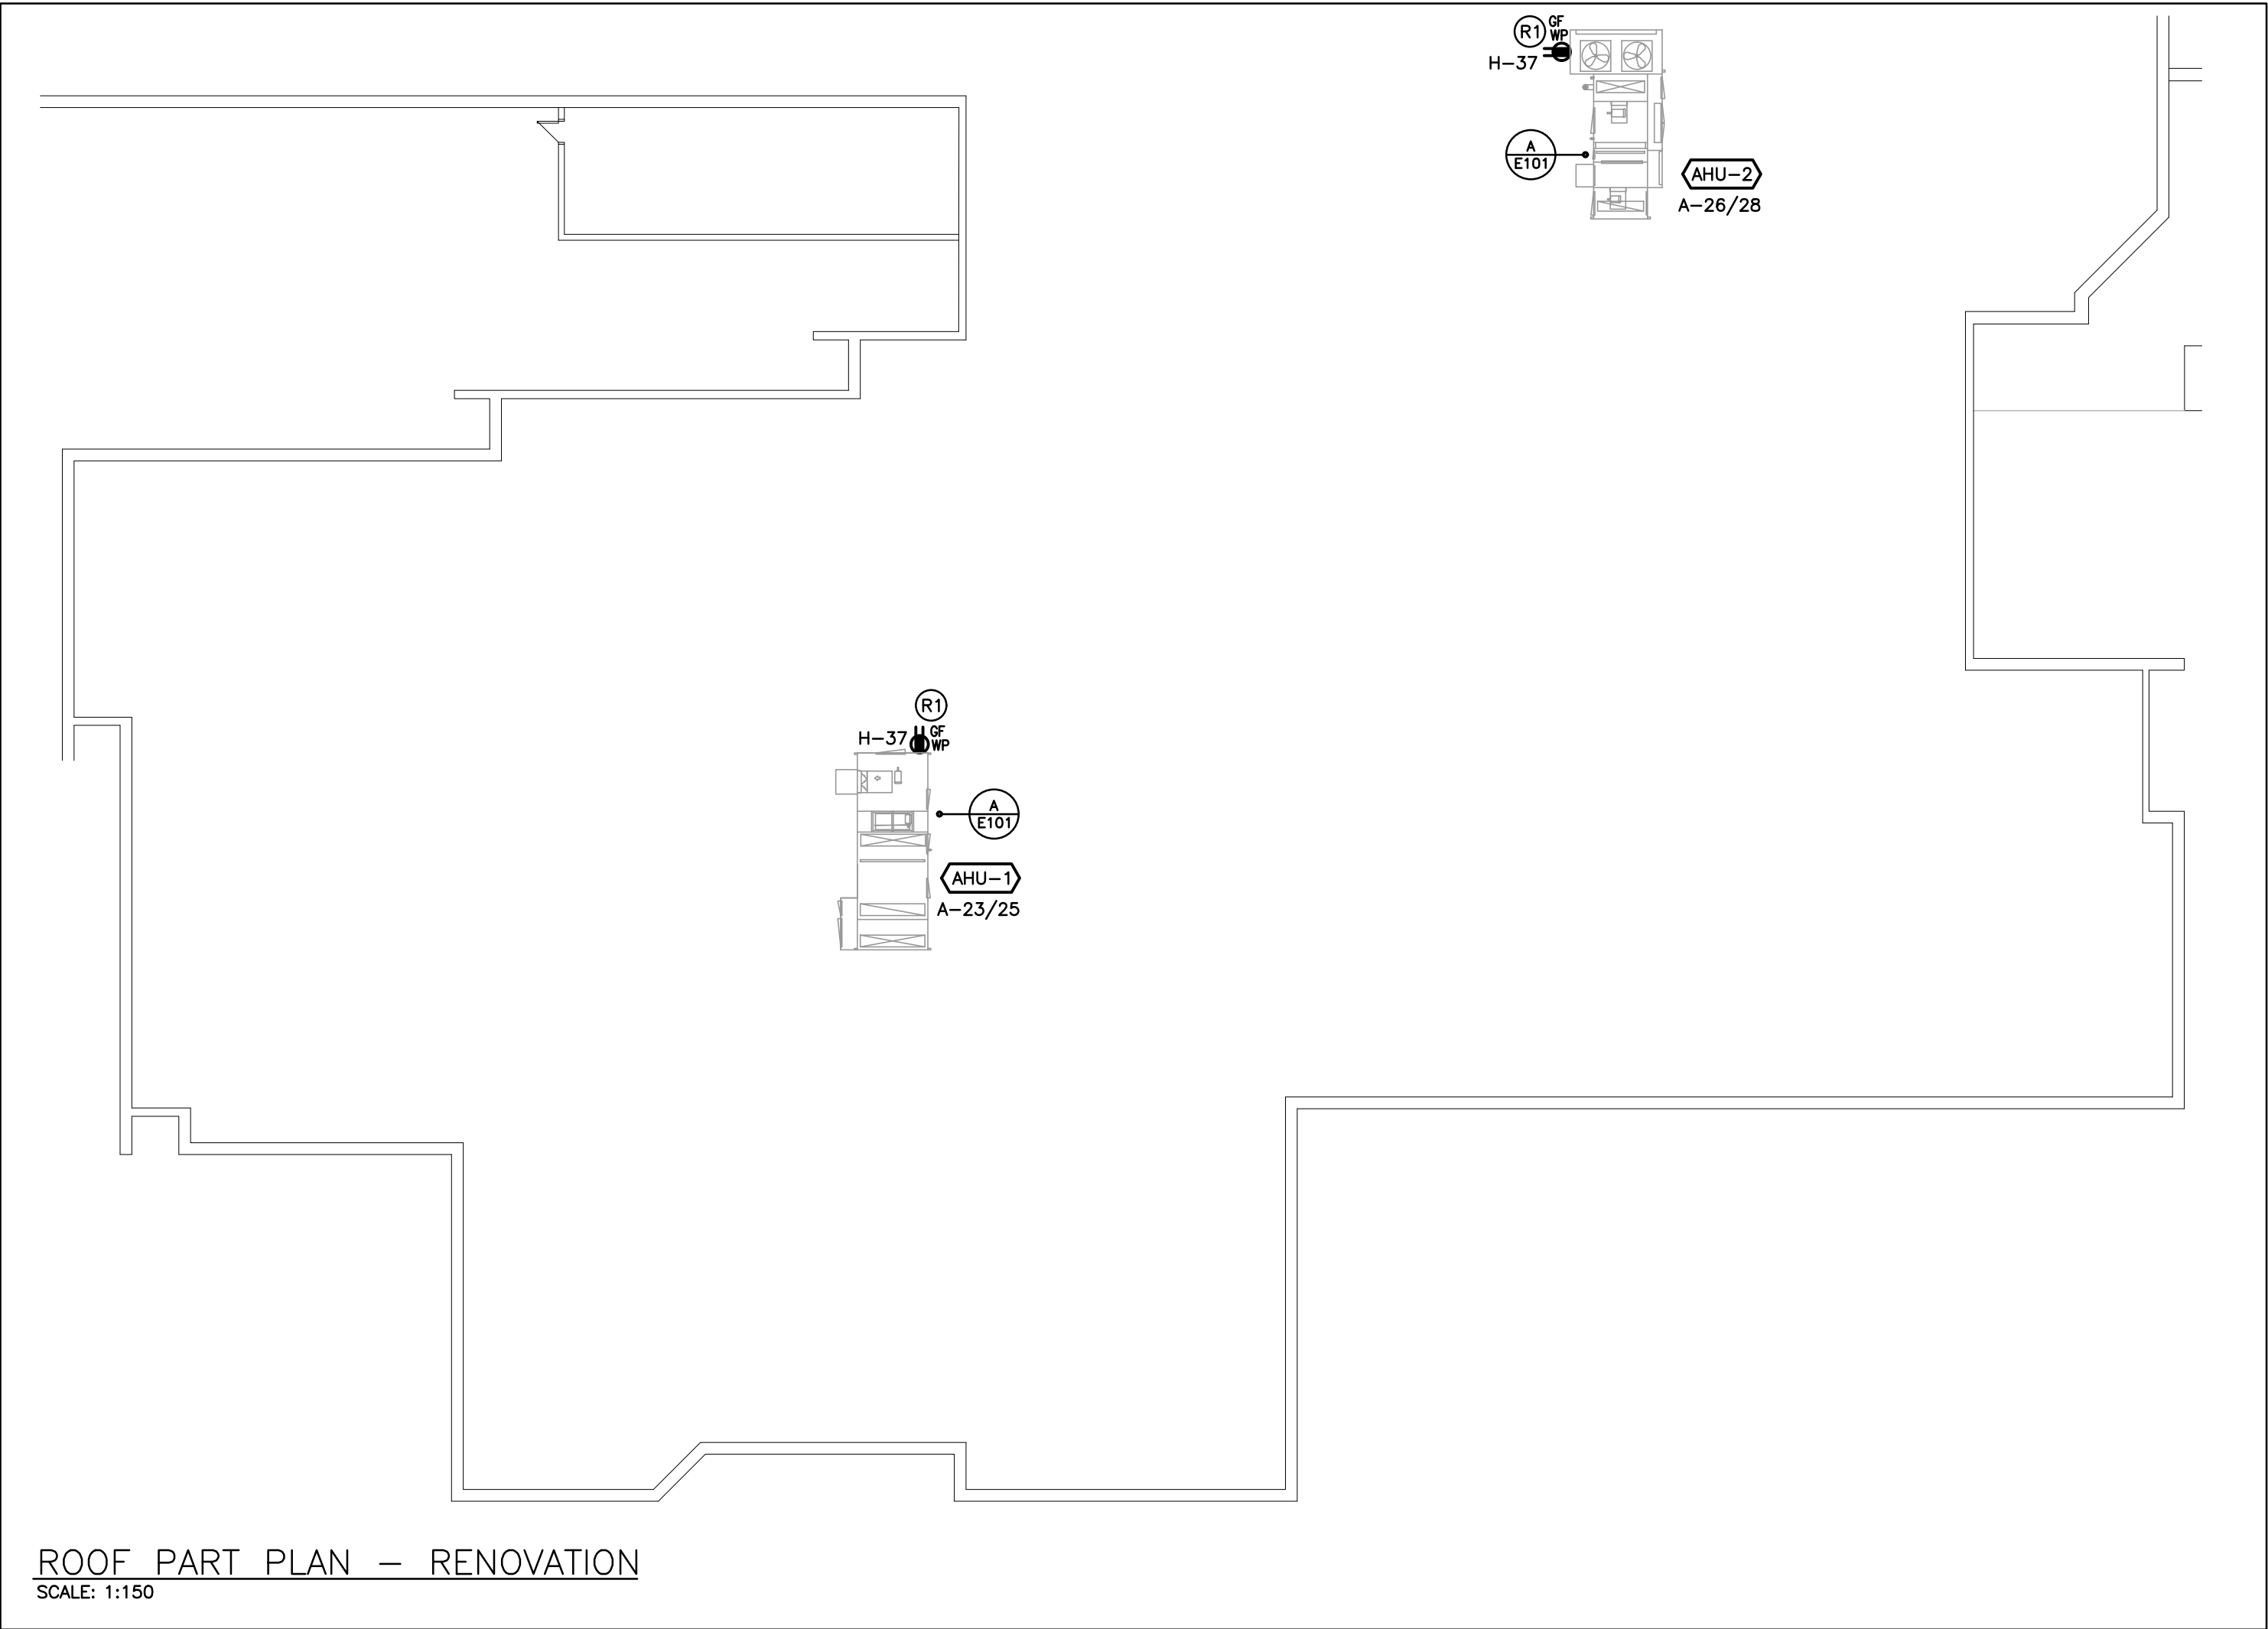 R1
GF
WP
H-37
A
E101
AHU-2
A-26/28
R1
H-37
GF
WP
A
E101
AHU-1
A-23/25
ROOF PART PLAN - RENOVATION
SCALE: 1:150